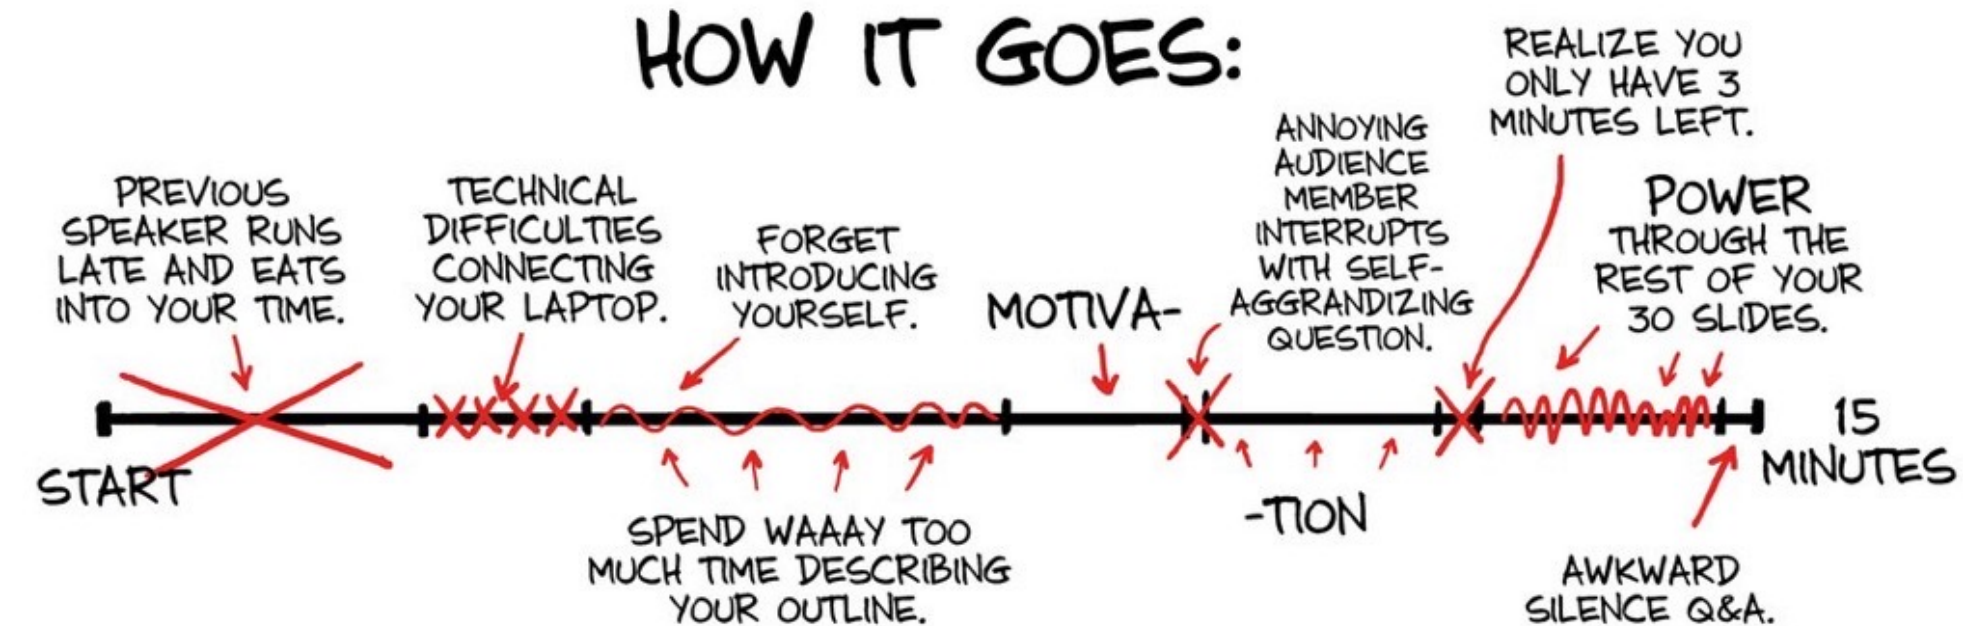 HOW IT GOES:
PREVIOUS
SPEAKER RUNS
LATE AND EATS
INTO YOUR TIME.
TECHNICAL
DIFFICULTIES
CONNECTING
YOUR LAPTOP.
FORGET
INTRODUCING
YOURSELF.
MOTIVA-
ANNOYING
AUDIENCE
MEMBER
INTERRUPTS
WITH SELF-
AGGRANDIZING
QUESTION.
REALIZE YOU
ONLY HAVE 3
MINUTES LEFT.
POWER
THROUGH THE
REST OF YOUR
30 SLIDES.
START
SPEND WAAAY TOO
MUCH TIME DESCRIBING
YOUR OUTLINE.
-TION
AWKWARD
SILENCE Q&A.
15
MINUTES